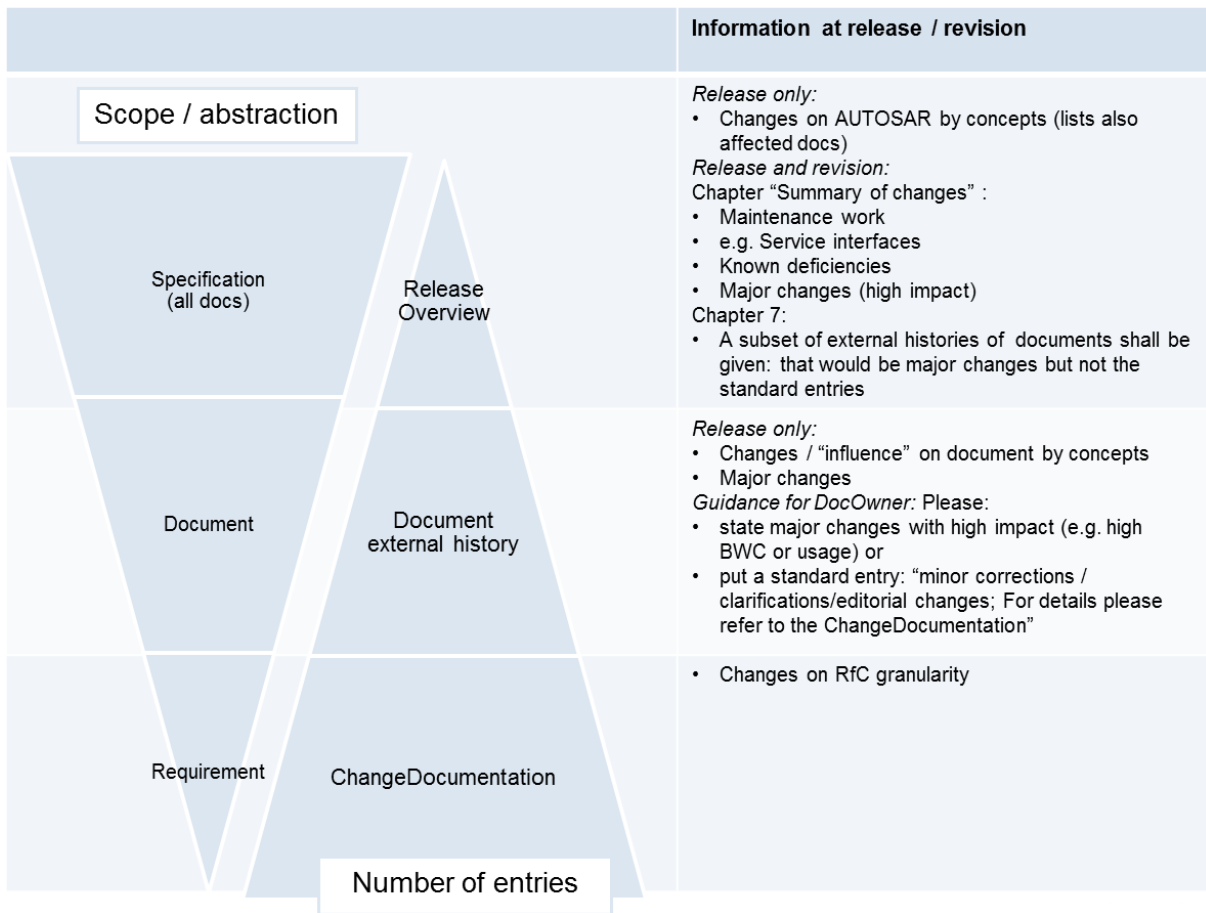 Information at release / revision
Scope / abstraction
Specification
(all docs)
Release
Overview
Release only:
• Changes on AUTOSAR by concepts (lists also
affected docs)
Release and revision:
Chapter “Summary of changes” :
• Maintenance work
• e.g. Service interfaces
• Known deficiencies
• Major changes (high impact)
Chapter 7:
• A subset of external histories of documents shall be
given: that would be major changes but not the
standard entries
Document
Document
external history
Release only:
• Changes / “influence” on document by concepts
• Major changes
Guidance for DocOwner: Please:
• state major changes with high impact (e.g. high
BWC or usage) or
• put a standard entry: “minor corrections /
clarifications/editorial changes; For details please
refer to the ChangeDocumentation”
Requirement
ChangeDocumentation
• Changes on RfC granularity
Number of entries